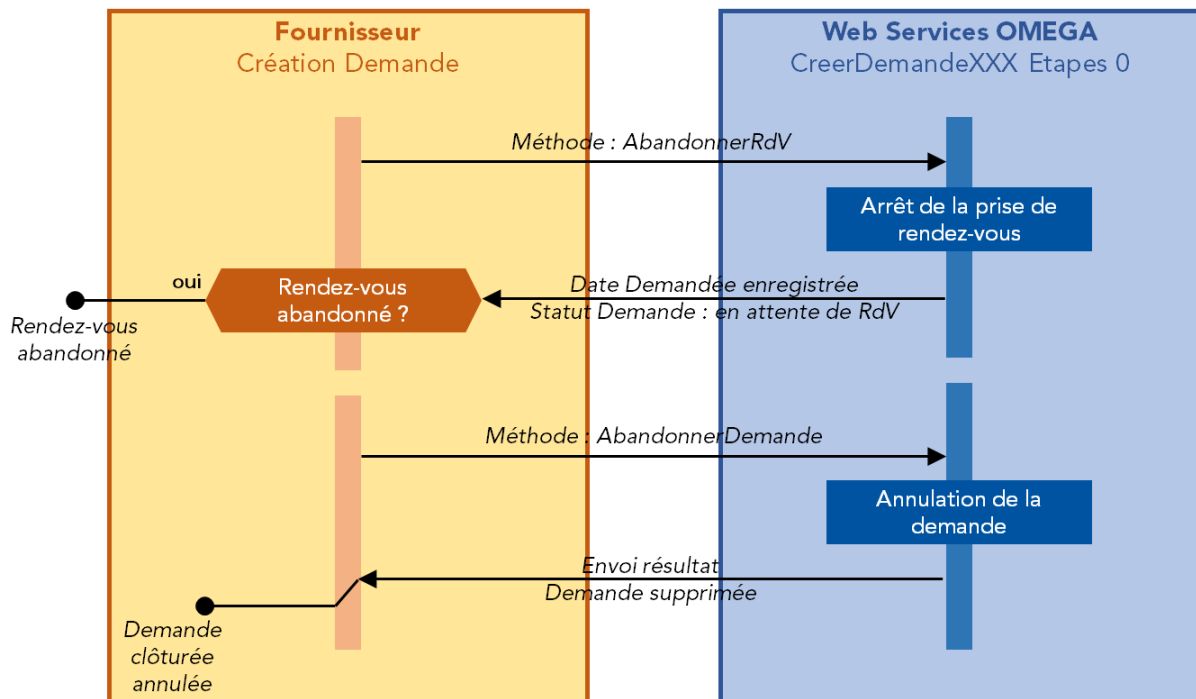 Fournisseur
Création Demande
Web Services OMEGA
CreerDemandeXXX Etapes 0
Méthode : AbandonnerRdV
Arrêt de la prise de
rendez-vous
oui
Rendez-vous
abandonné ?
Date Demandée enregistrée
Statut Demande : en attente de RdV
Rendez-vous
abandonné
Méthode : AbandonnerDemande
Annulation de la
demande
Envoi résultat
Demande supprimée
Demande
clôturée
annulée